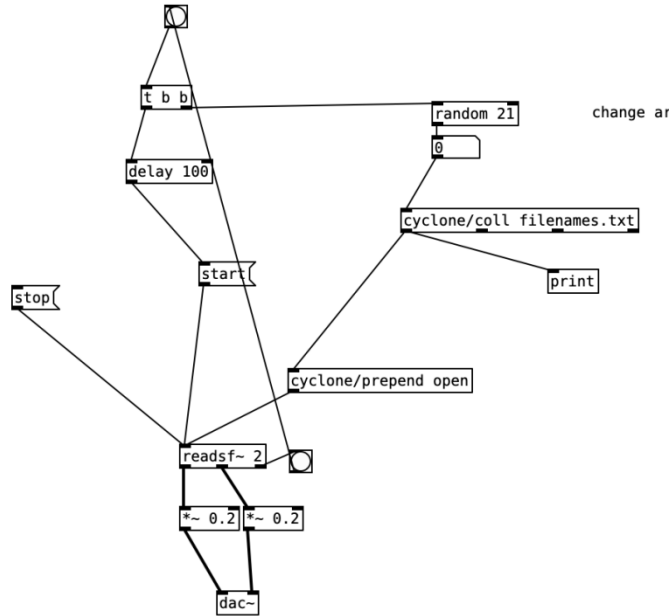 t b b
random 21
change ar
0
delay 100
cyclone/coll filenames.txt
start
print
stop
cyclone/prepend open
readsf~ 2
*~ 0.2
*~ 0.2
dac~